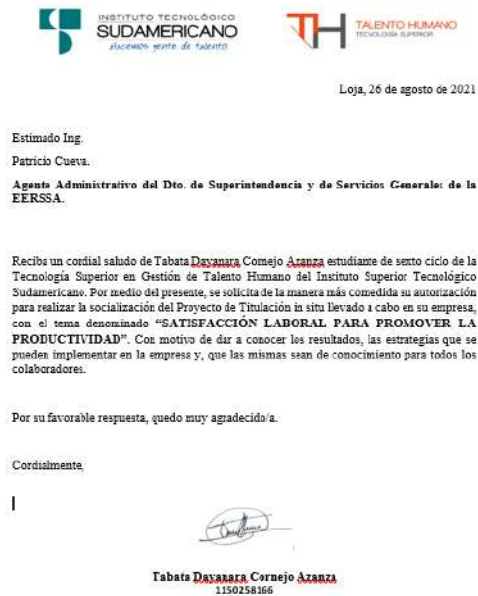 INSTITUTO TECNOLÓGICO
SUDAMERICANO
Hacemos gente de talento
TH
TALENTO HUMANO
TECNOLOGÍA SUPERIOR
Loja, 26 de agosto de 2021
Estimado Ing.
Patricio Cueva.
Agente Administrativo del Dto. de Superintendencia y de Servicios Generales de la
EERSSA.
Reciba un cordial saludo de Tabata Dayanara Cornejo Azanza estudiante de sexto ciclo de la
Tecnología Superior en Gestión de Talento Humano del Instituto Superior Tecnológico
Sudamericano. Por medio del presente, se solicita de la manera más comedida su autorización
para realizar la socialización del Proyecto de Titulación in situ llevado a cabo en su empresa,
con el tema denominado “SATISFACCIÓN LABORAL PARA PROMOVER LA
PRODUCTIVIDAD”. Con motivo de dar a conocer los resultados, las estrategias que se
pueden implementar en la empresa y, que las mismas sean de conocimiento para todos los
colaboradores.
Por su favorable respuesta, quedo muy agradecido/a.
Cordialmente,
Tabata Dayanara Cornejo Azanza
1150258166